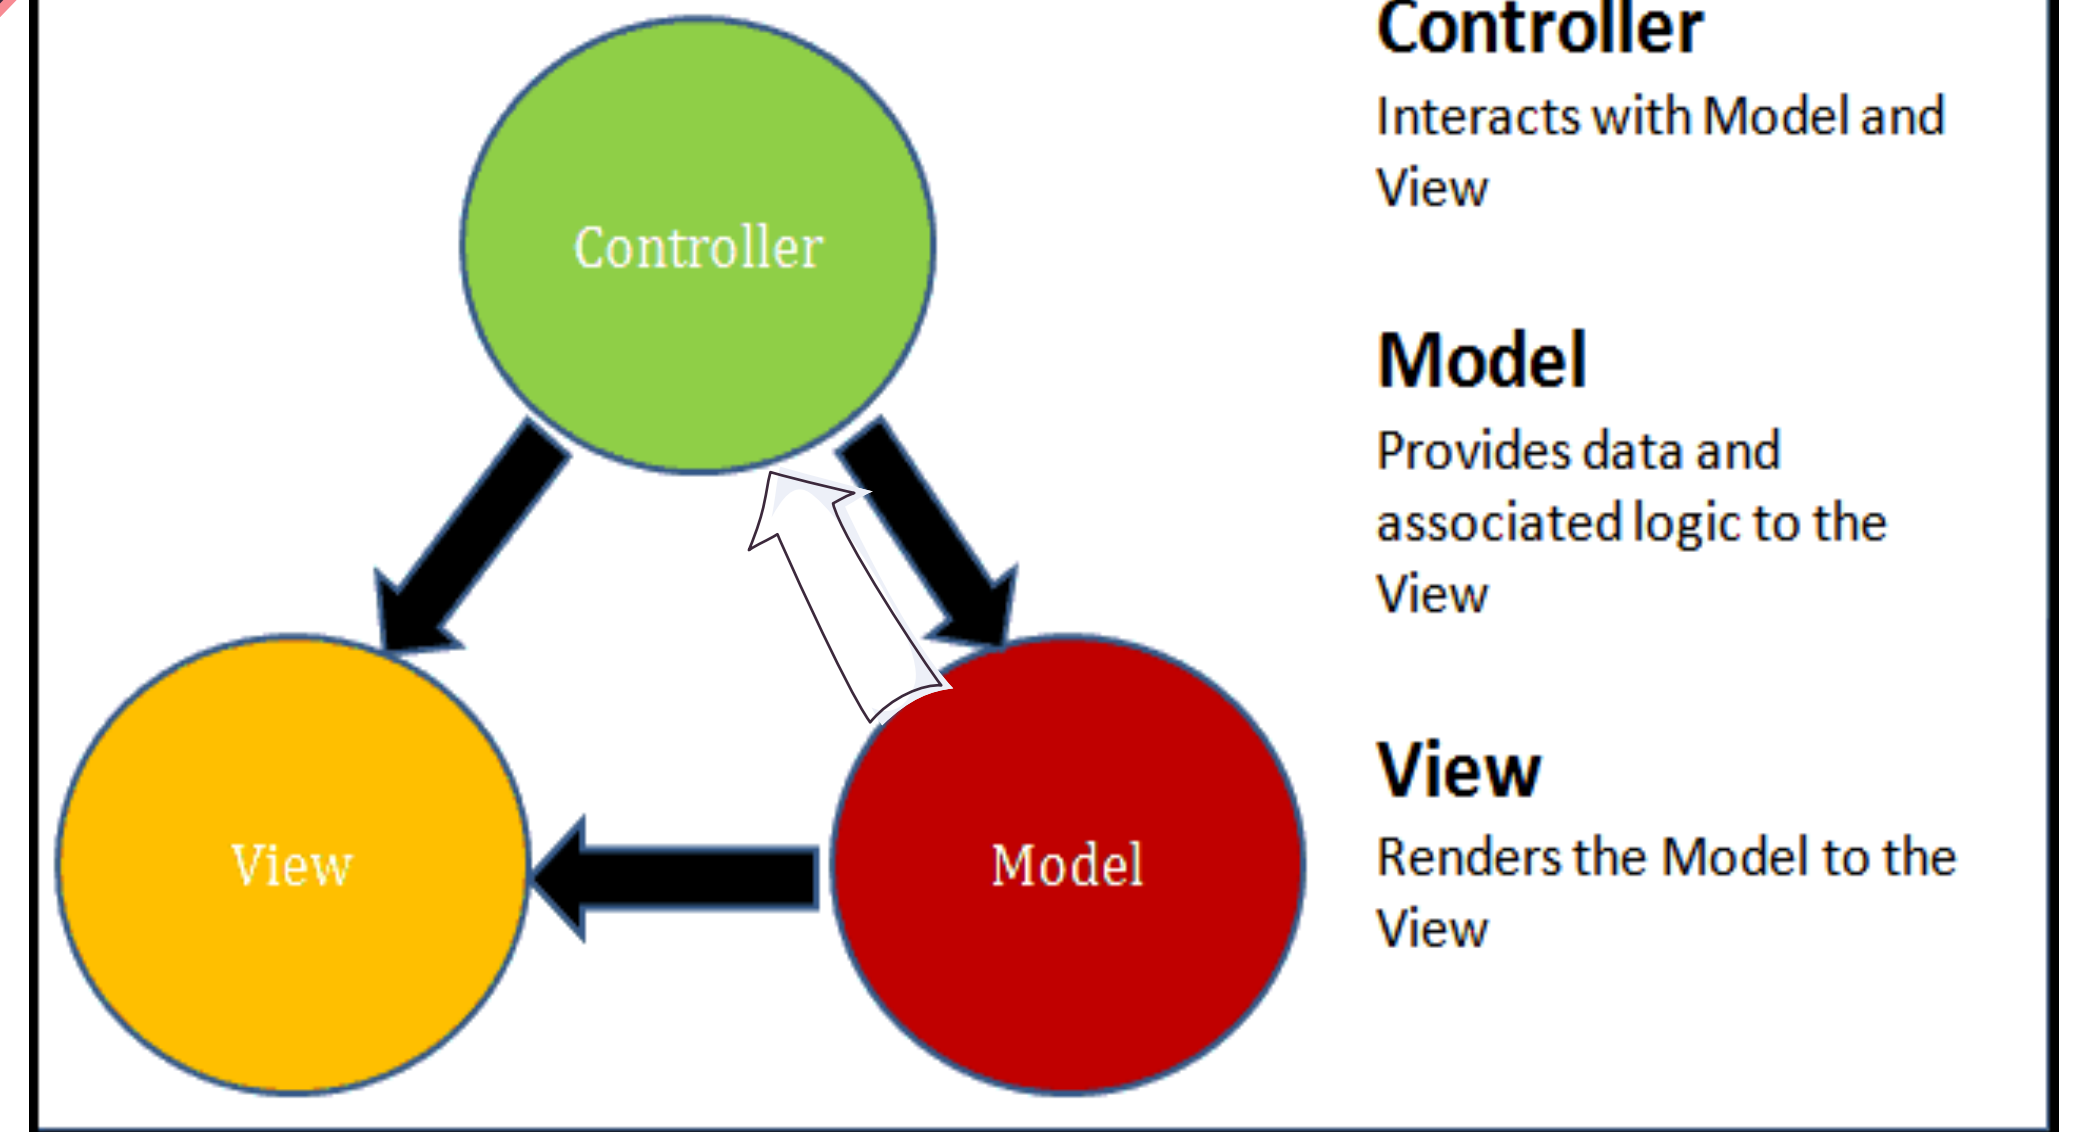 Controller
View
Model
Controller
Interacts with Model and
View
Model
Provides data and
associated logic to the
View
View
Renders the Model to the
View